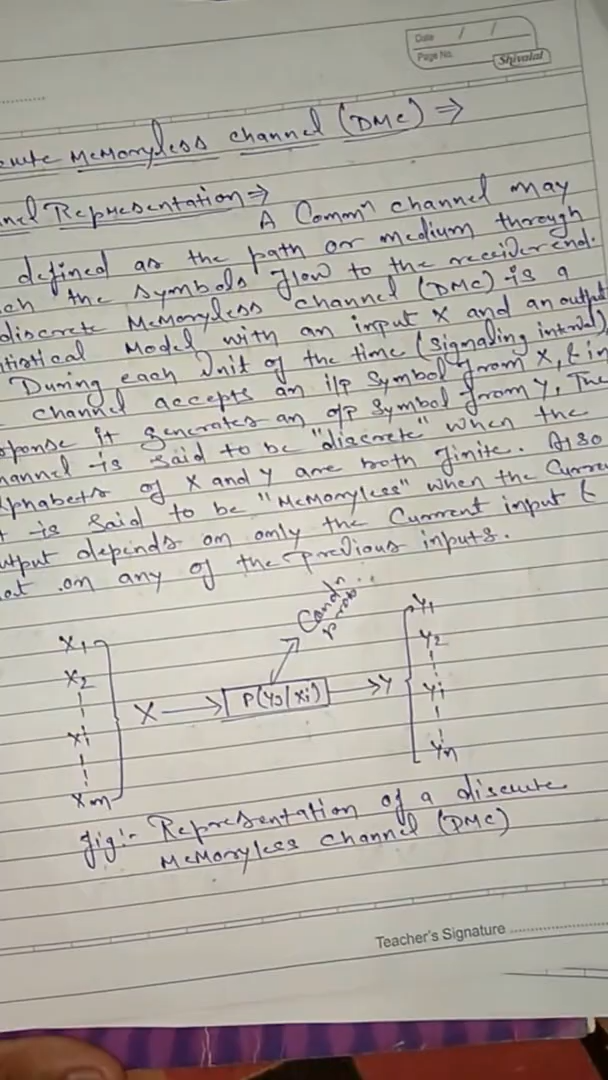 Date / /
Page No.
Shivalal
Memoryless channel (DMC) ⇒
Representation ⇒
A Commn channel may
defined as the path or medium thorough
the symbols flow to the receiver end.
discrete Memoryless channel (DMC) is a
Model with an input X and an output
During each Unit of the time (signaling interval)
channel accepts an i/p symbol from X, & in
it generates an o/p symbol from Y, The
is said to be "discrete" when the
of X and Y are both finite. Also
is said to be "Memoryless" when the Curre
depends on only the Current input &
on any of the previous inputs.
Condn
prob..
X1
X2
Xi
Xm
X → P(Yj/Xi) → Y
Y1
Y2
Yi
Yn
fig:- Representation of a discrete
Memoryless Channel (DMC)
Teacher's Signature